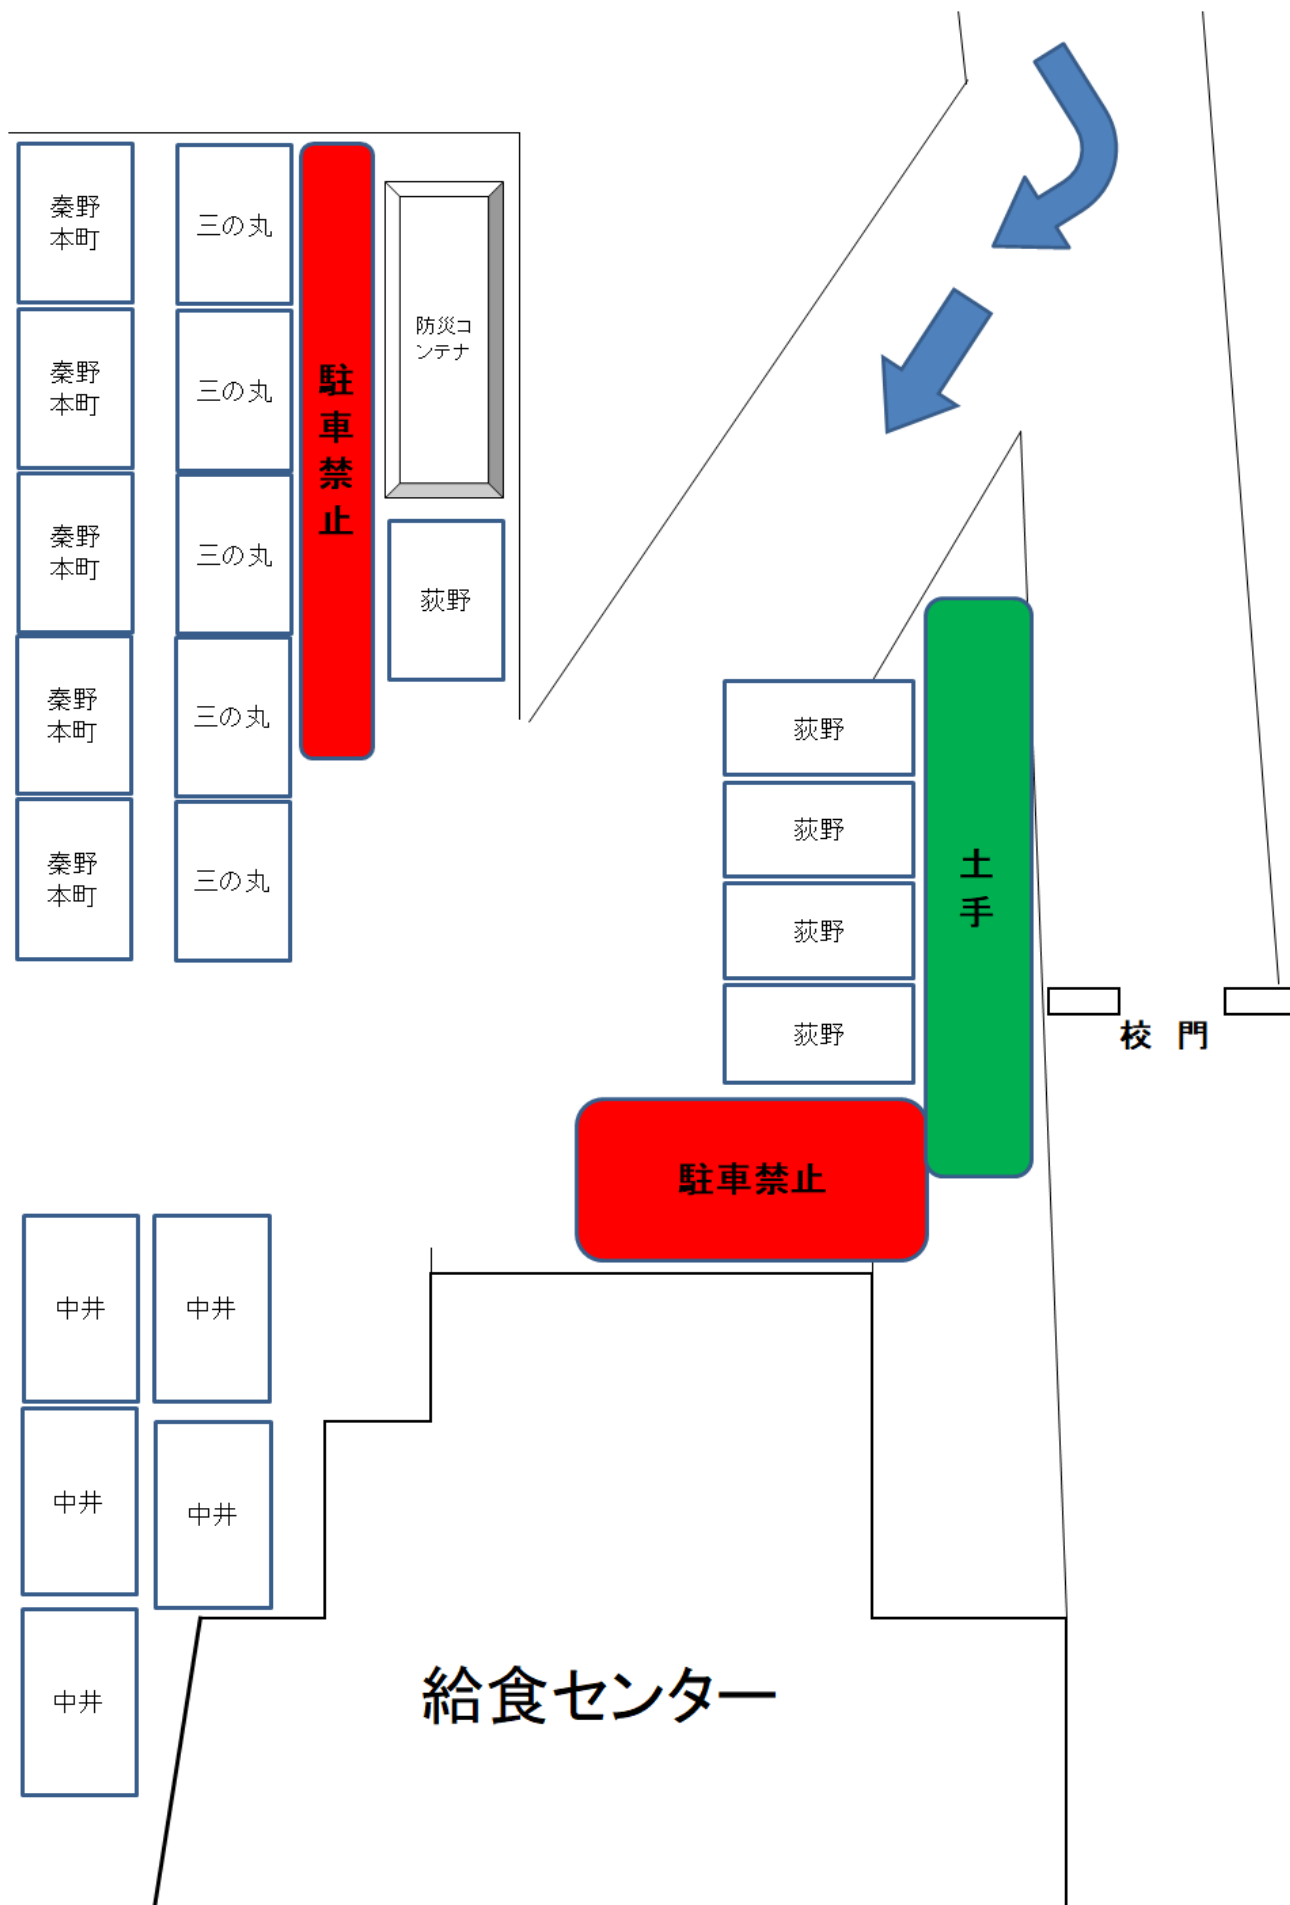 秦野
本町
三の丸
駐
車
禁
止
防災コ
ンテナ
秦野
本町
三の丸
秦野
本町
三の丸
荻野
秦野
本町
三の丸
秦野
本町
三の丸
荻野
荻野
荻野
荻野
土
手
校 門
駐車禁止
中井
中井
中井
中井
中井
給食センター